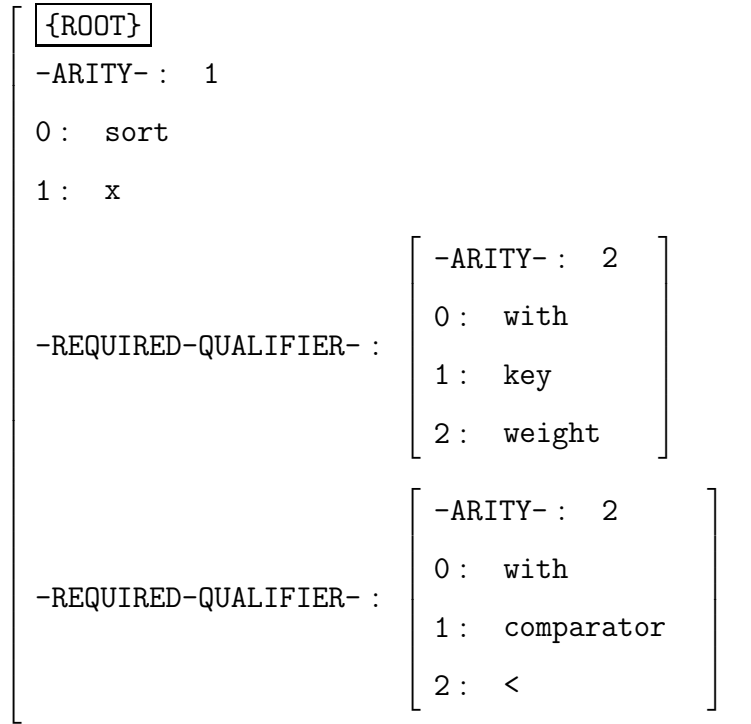 {ROOT}
-ARITY- : 1
0 : sort
1 : x
-REQUIRED-QUALIFIER- :
-ARITY- : 2
0 : with
1 : key
2 : weight
-REQUIRED-QUALIFIER- :
-ARITY- : 2
0 : with
1 : comparator
2 : <